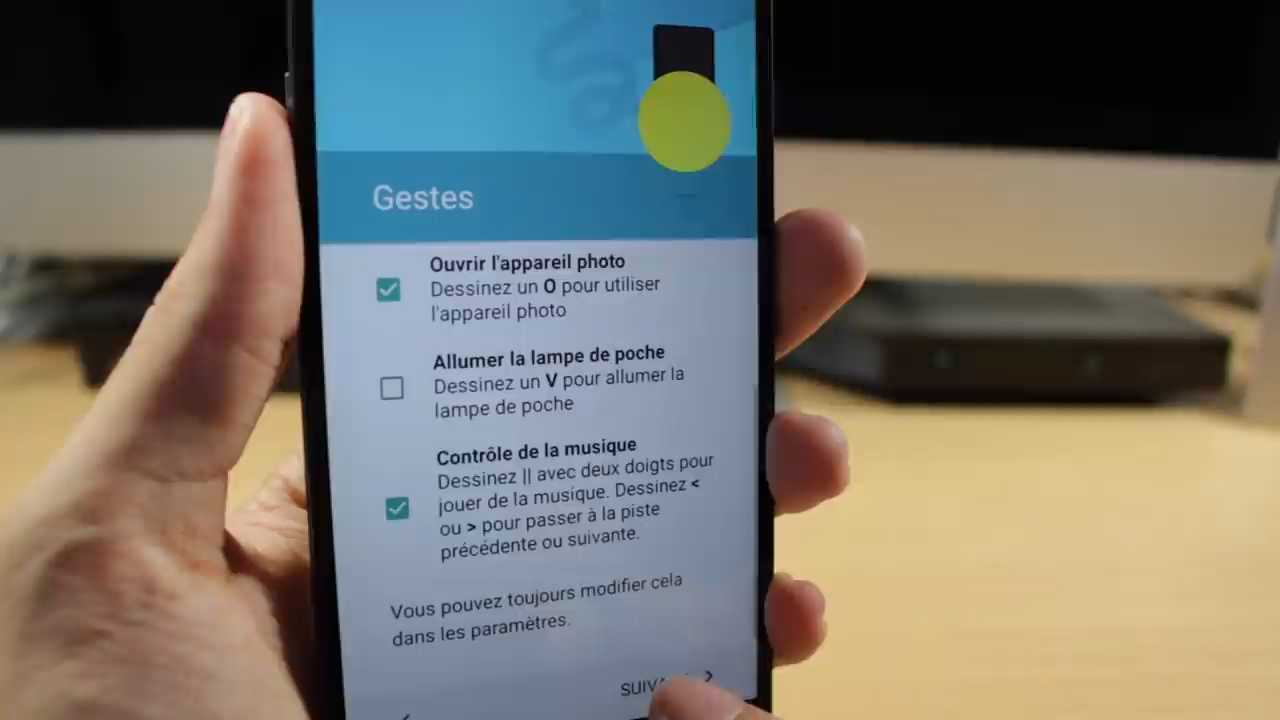 Gestes
Ouvrir l'appareil photo
Dessinez un O pour utiliser
l'appareil photo
Allumer la lampe de poche
Dessinez un V pour allumer la
lampe de poche
Contrôle de la musique
Dessinez || avec deux doigts pour
jouer de la musique. Dessinez <
ou > pour passer à la piste
précédente ou suivante.
Vous pouvez toujours modifier cela
dans les paramètres.